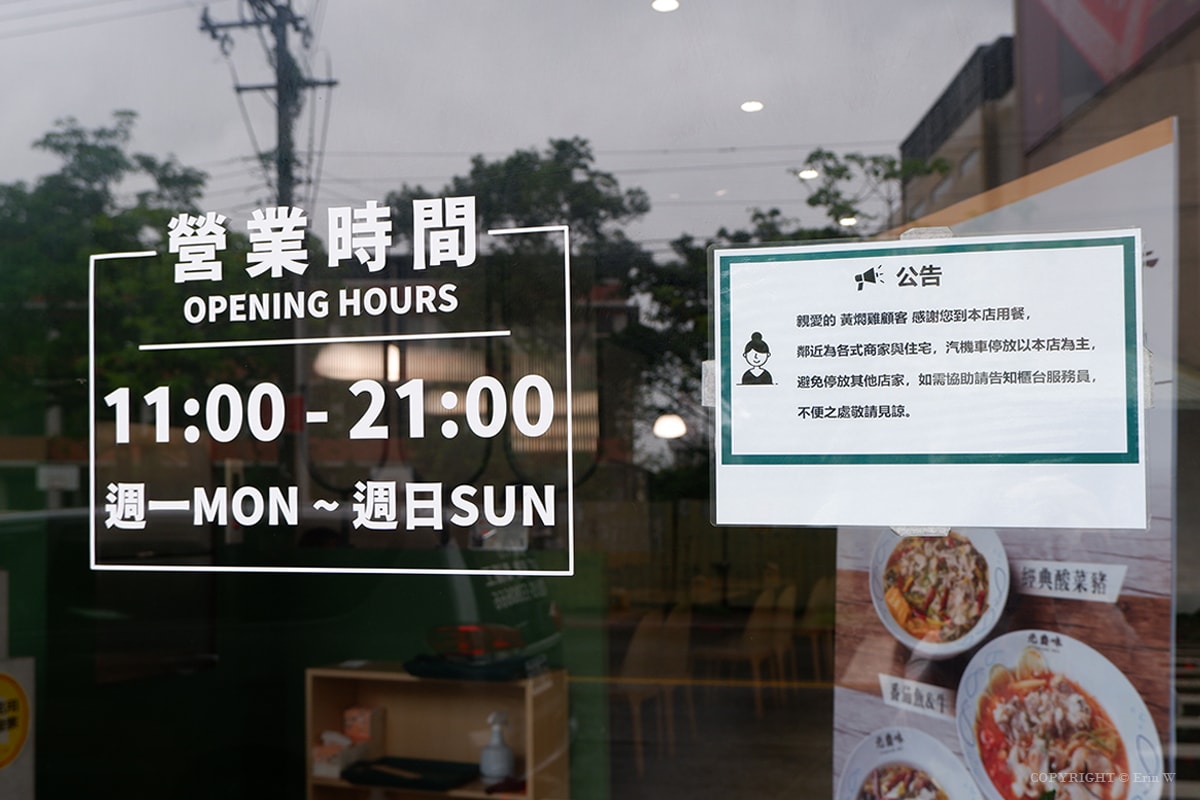 營業時間
OPENING HOURS
11:00 - 21:00
週一MON ~ 週日SUN
公告
親愛的 黃燜雞顧客 感謝您到本店用餐，
鄰近為各式商家與住宅，汽機車停放以本店為主，
避免停放其他店家，如需協助請告知櫃台服務員，
不便之處敬請見諒。
經典酸菜豬
番茄魚&牛
COPYRIGHT © Erin W